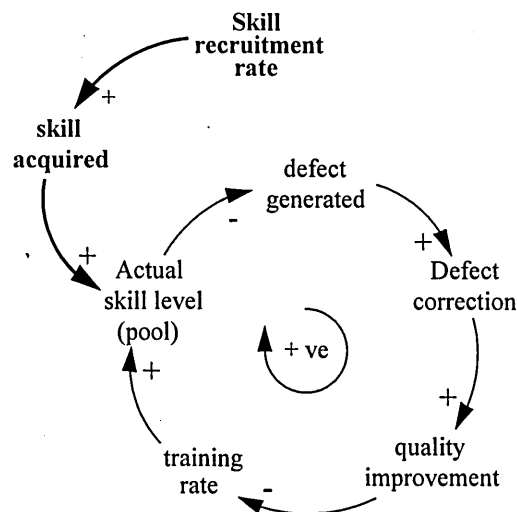 Skill
recruitment
rate
+
skill
acquired
+
defect
generated
-
+
Actual
skill level
(pool)
Defect
correction
+ ve
+
+
quality
improvement
training
rate
-